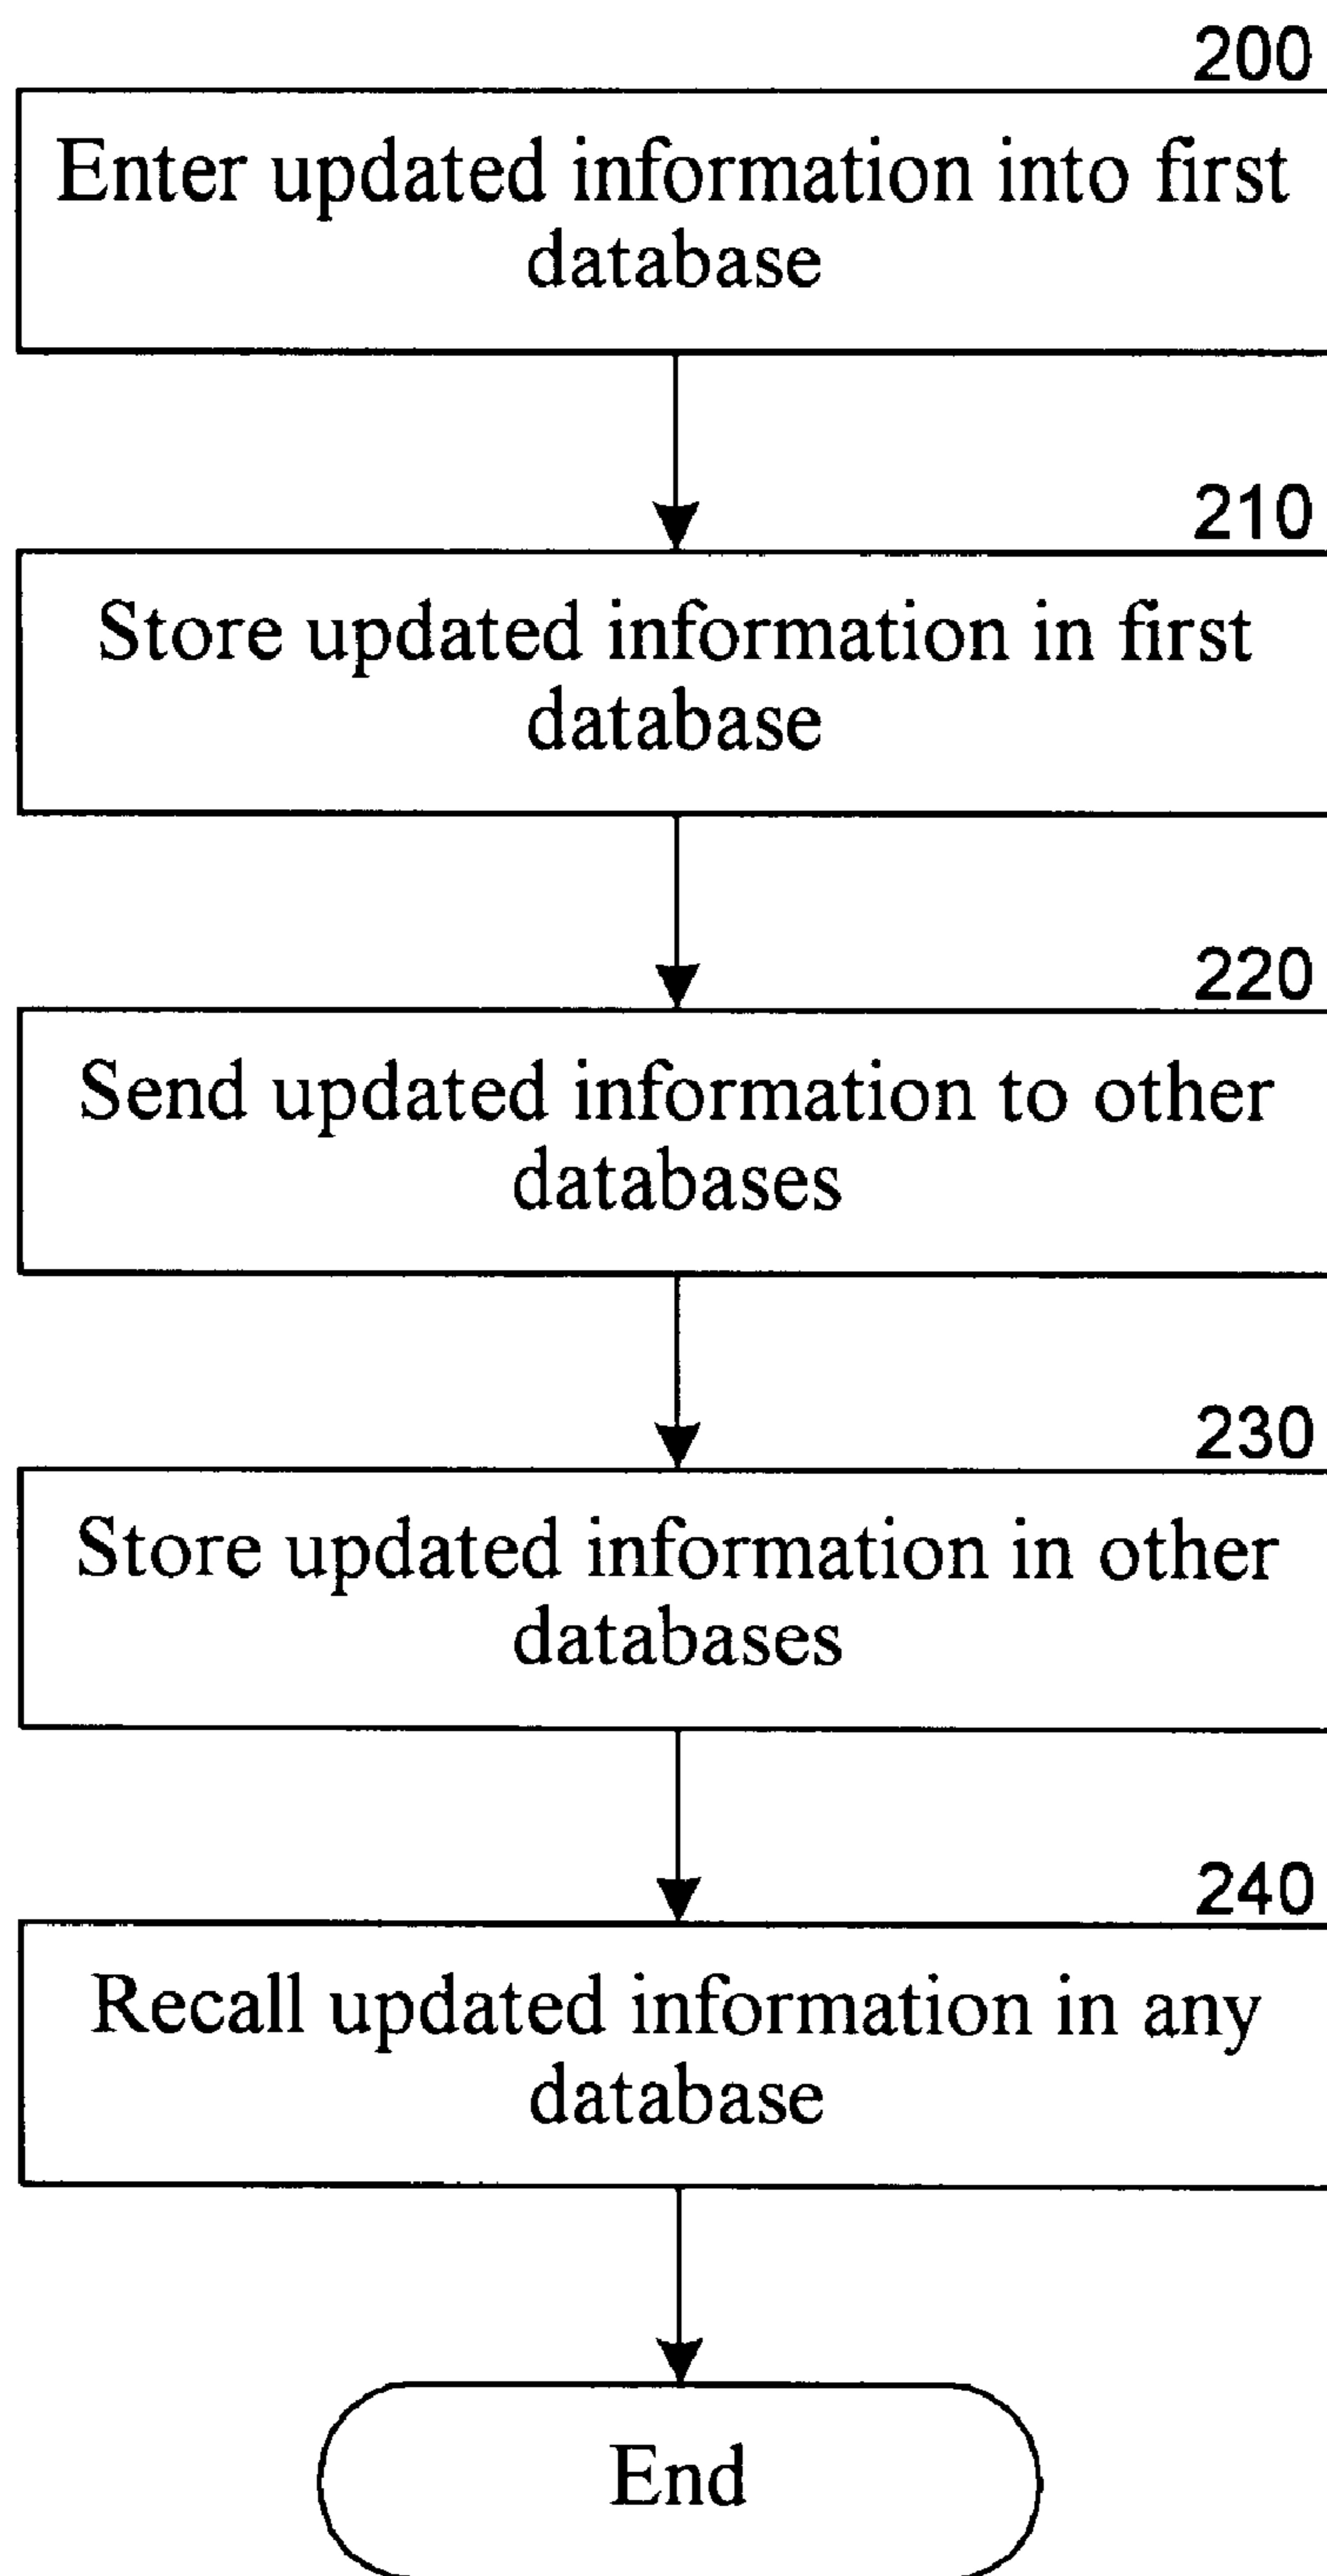 200
Enter updated information into first
database
210
Store updated information in first
database
220
Send updated information to other
databases
230
Store updated information in other
databases
240
Recall updated information in any
database
End